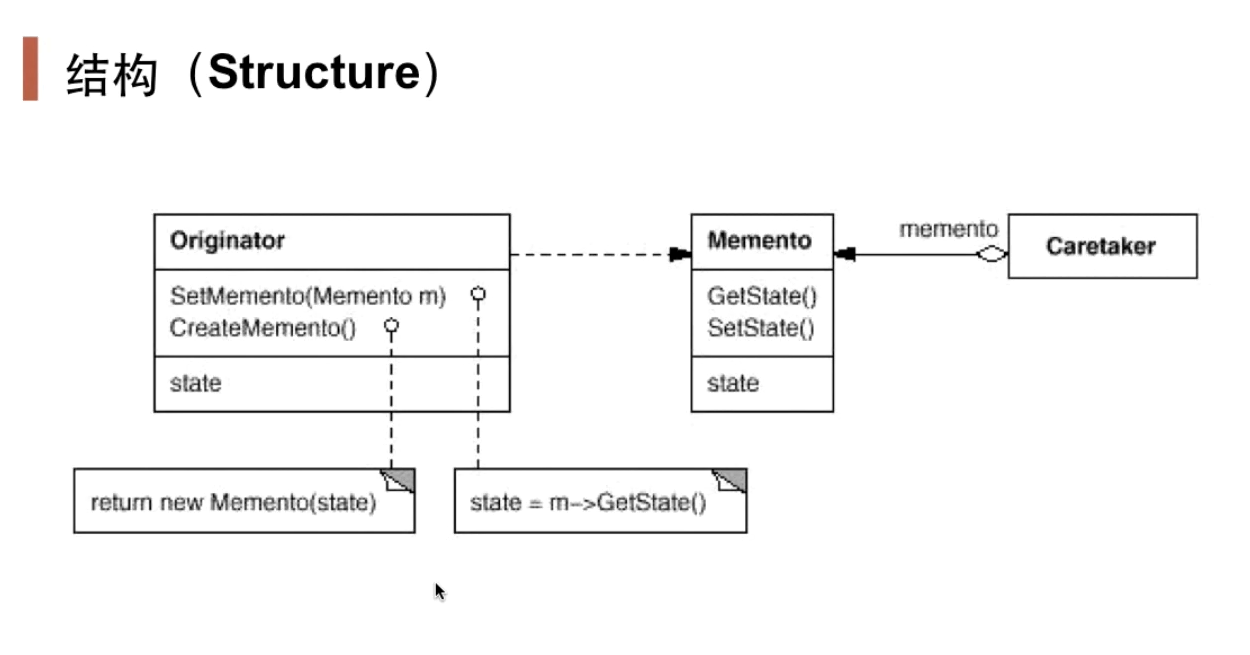 结构（Structure）
Originator
SetMemento(Memento m)
CreateMemento()
state
return new Memento(state)
state = m->GetState()
Memento
GetState()
SetState()
state
memento
Caretaker